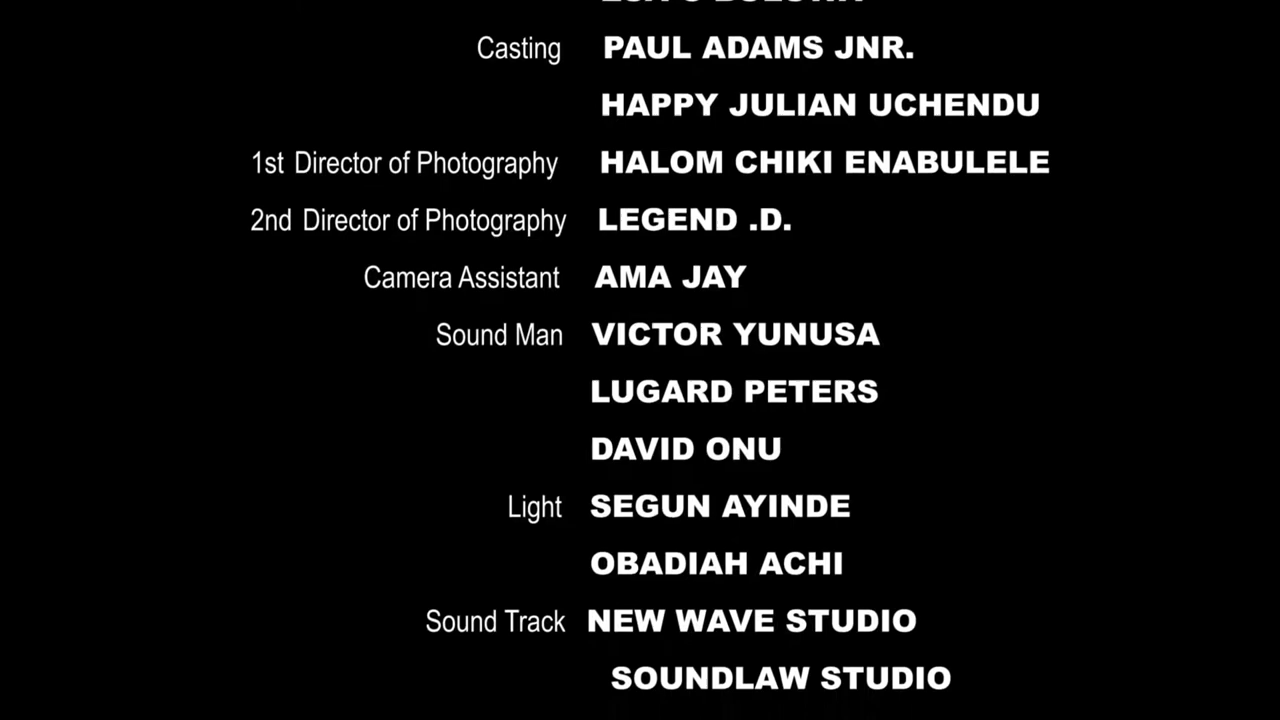 Casting PAUL ADAMS JNR.
HAPPY JULIAN UCHENDU
1st Director of Photography HALOM CHIKI ENABULELE
2nd Director of Photography LEGEND .D.
Camera Assistant AMA JAY
Sound Man VICTOR YUNUSA
LUGARD PETERS
DAVID ONU
Light SEGUN AYINDE
OBADIAH ACHI
Sound Track NEW WAVE STUDIO
SOUNDLAW STUDIO